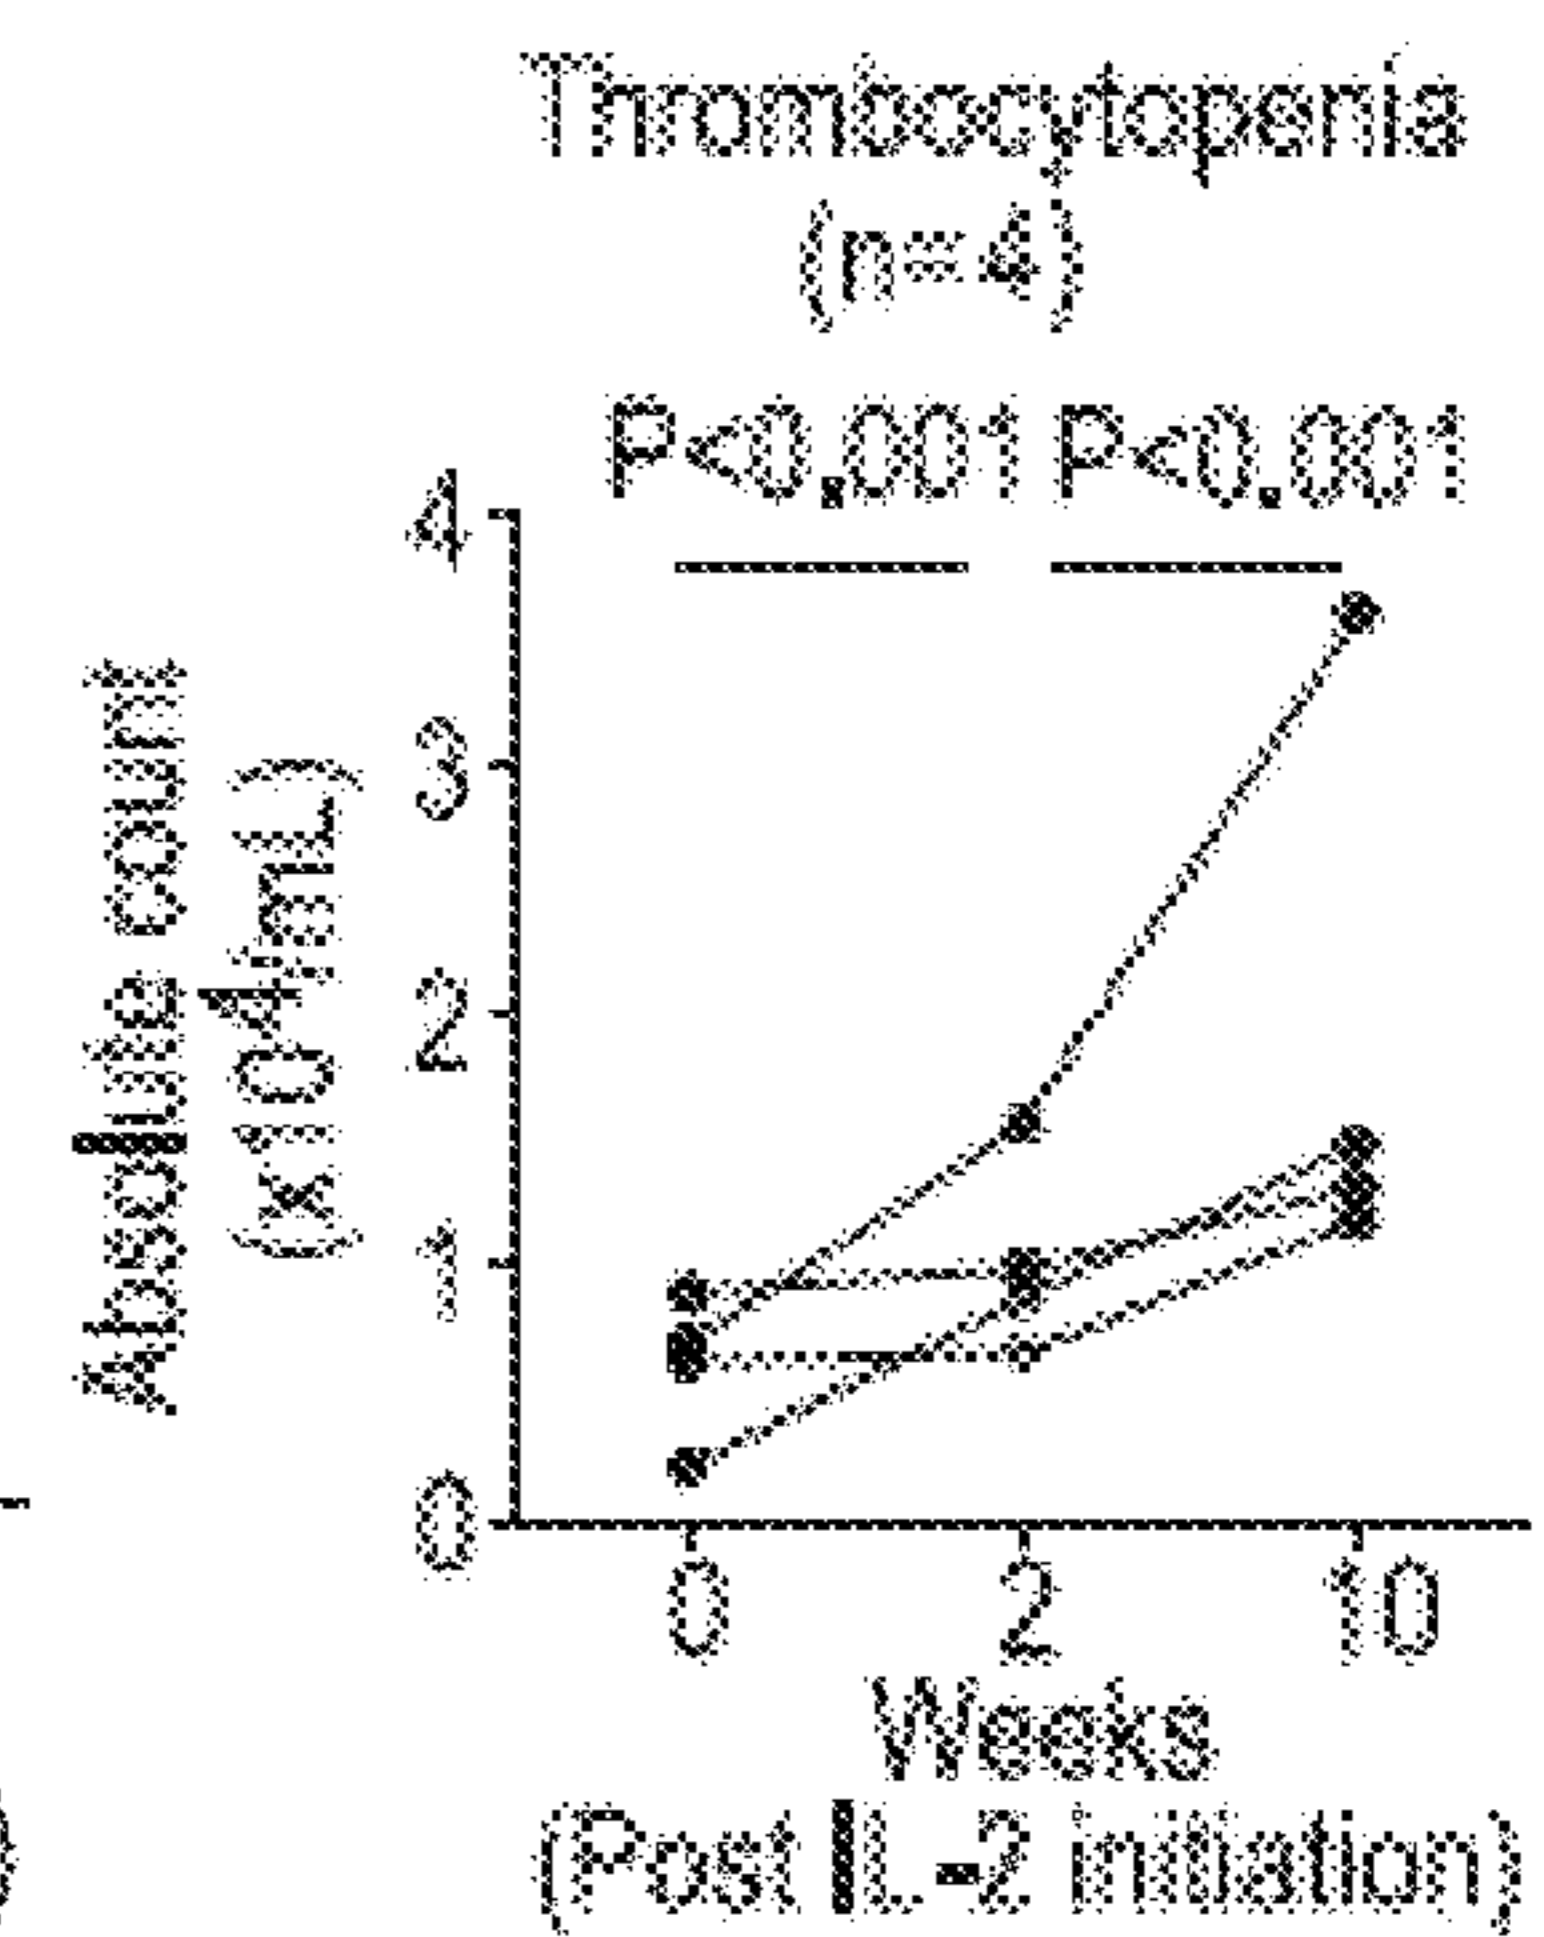 Thrombocytopenia
(n=4)
P<0.001 P<0.001
Absolute count
(x104/mL)
4
3
2
1
0
0 2 10
Weeks
(Post IL-2 initiation)